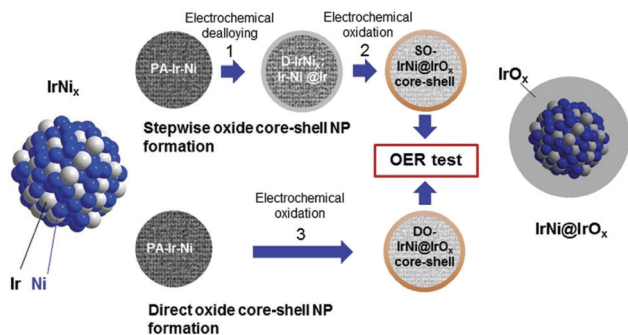 IrNiₓ
Ir
Ni
Electrochemical
dealloying
1
Electrochemical
oxidation
2
PA-Ir-Ni
D-IrNiₓ
Ir-Ni @Ir
SO-
IrNi@IrOₓ
core-shell
Stepwise oxide core-shell NP
formation
OER test
PA-Ir-Ni
Electrochemical
oxidation
3
DO-
IrNi@IrOₓ
core-shell
Direct oxide core-shell NP
formation
IrOₓ
IrNi@IrOₓ